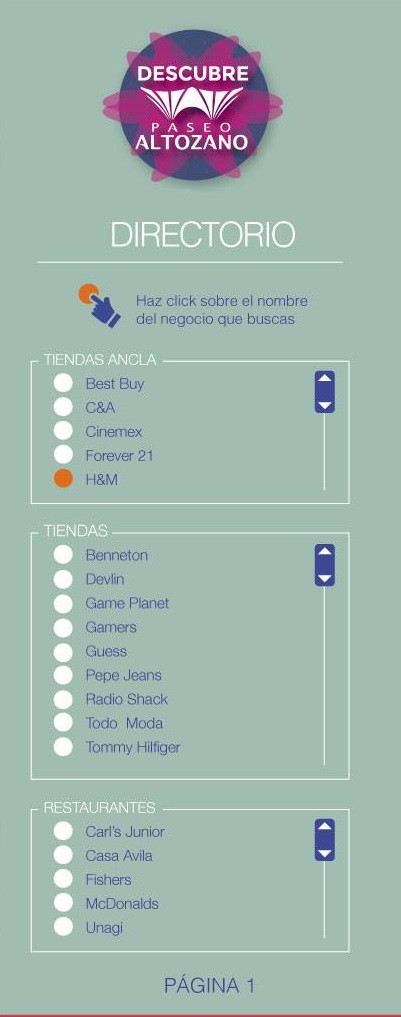 DESCUBRE
PASEO
ALTOZANO
DIRECTORIO
Haz click sobre el nombre
del negocio que buscas
TIENDAS ANCLA
Best Buy
C&A
Cinemex
Forever 21
H&M
TIENDAS
Benneton
Devlin
Game Planet
Gamers
Guess
Pepe Jeans
Radio Shack
Todo Moda
Tommy Hilfiger
RESTAURANTES
Carl's Junior
Casa Avila
Fishers
McDonalds
Unagi
PÁGINA 1